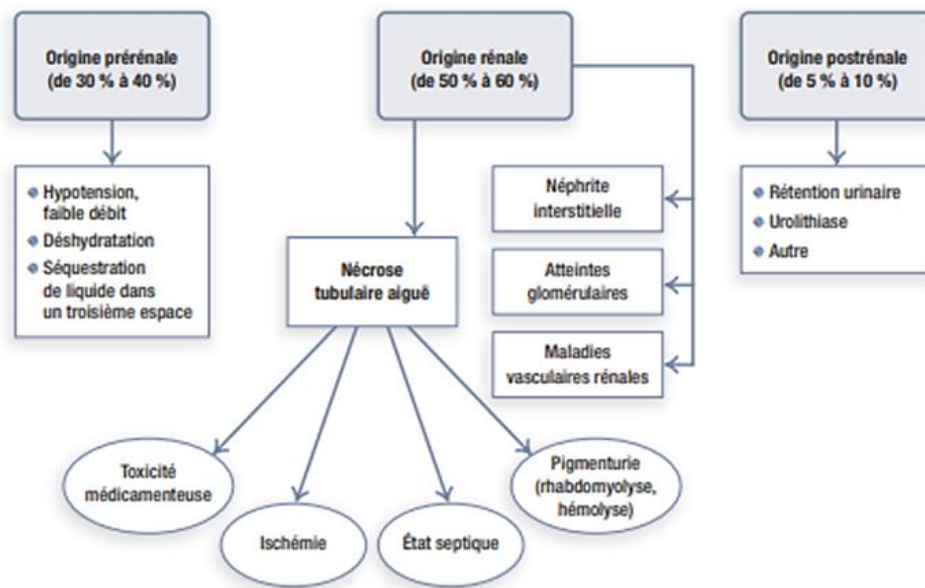 Origine prérénale
(de 30 % à 40 %)
Origine rénale
(de 50 % à 60 %)
Origine postrénale
(de 5 % à 10 %)
Hypotension,
faible débit
Déshydratation
Séquestration
de liquide dans
un troisième espace
Nécrose
tubulaire aiguë
Néphrite
interstitielle
Atteintes
glomérulaires
Maladies
vasculaires rénales
Rétention urinaire
Urolithiase
Autre
Toxicité
médicamenteuse
Ischémie
État septique
Pigmenturie
(rhabdomyolyse,
hémolyse)